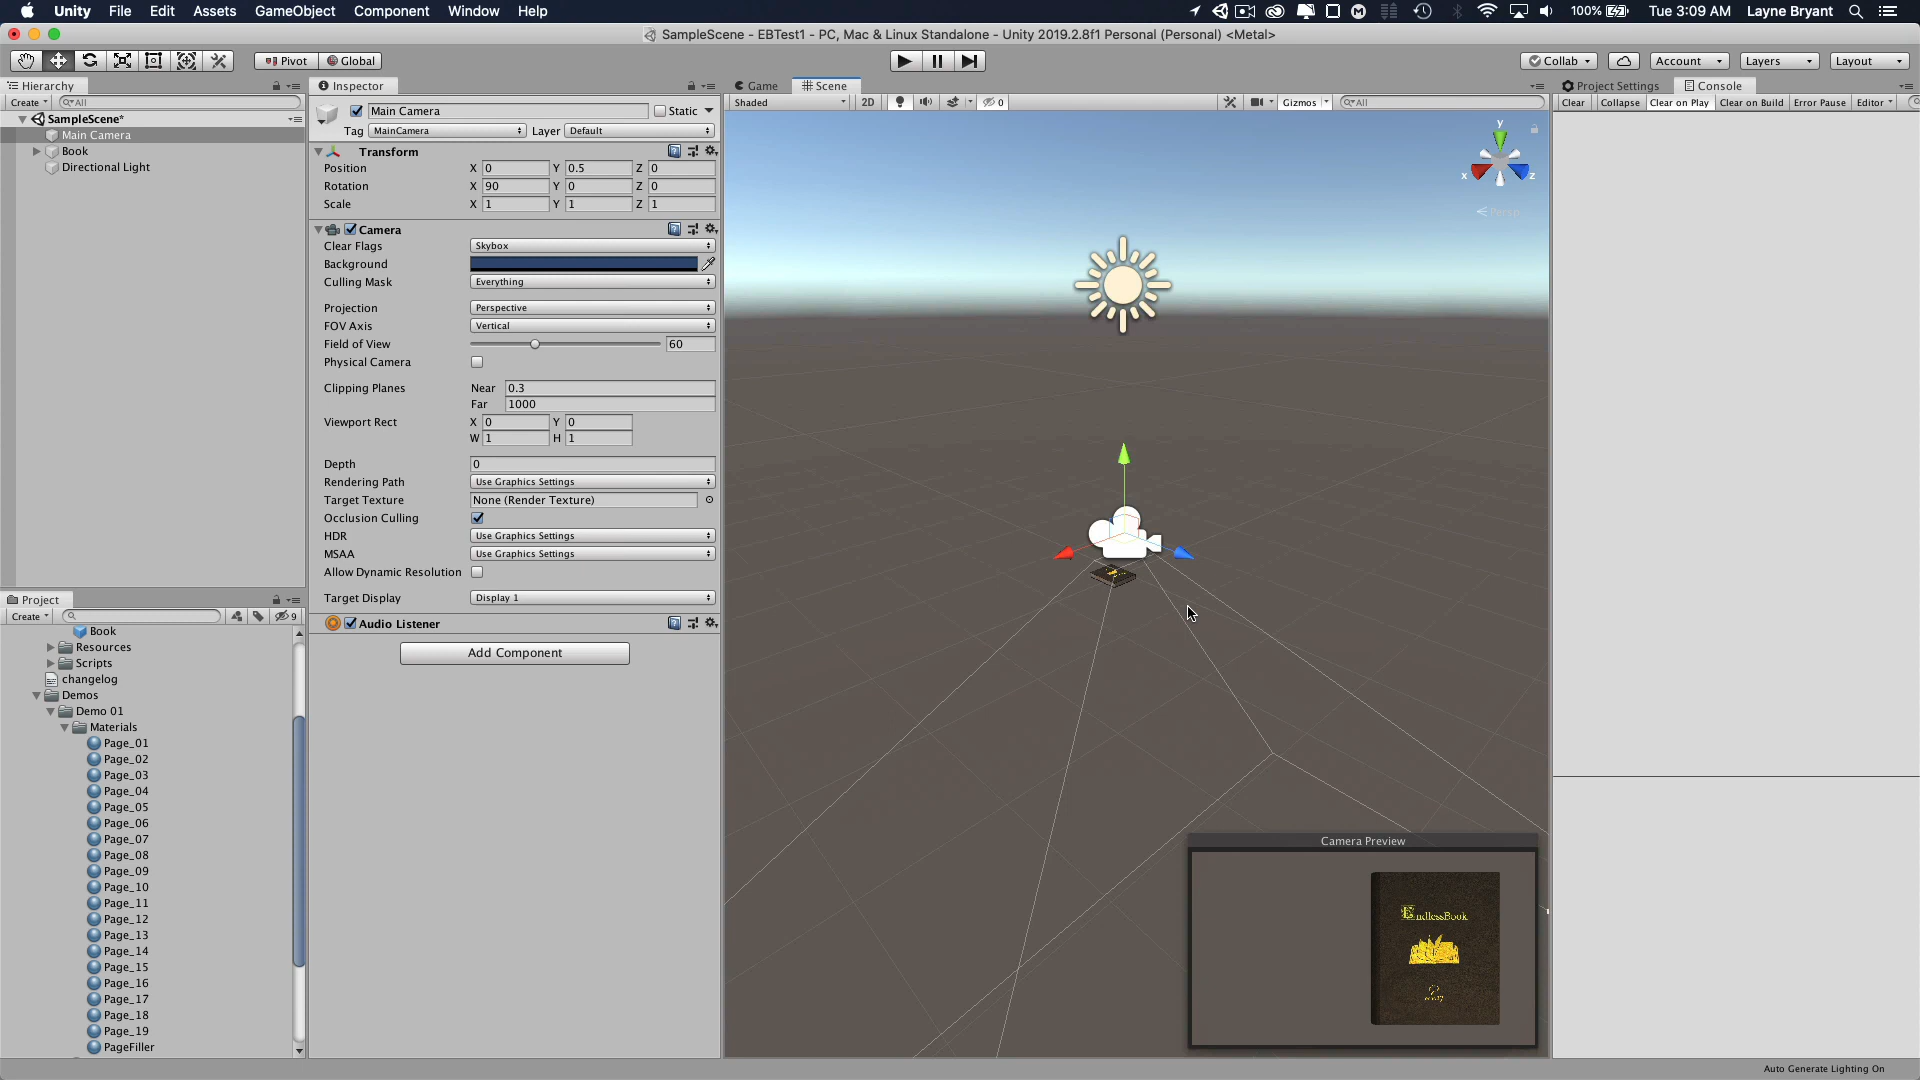 Unity File Edit Assets GameObject Component Window Help
100% Tue 3:09 AM Layne Bryant
SampleScene - EBTest1 - PC, Mac & Linux Standalone - Unity 2019.2.8f1 Personal (Personal) <Metal>
Pivot Global
Collab Account Layers Layout
Hierarchy
Create All
SampleScene*
Main Camera
Book
Directional Light
Project
Create
9
Book
Resources
Scripts
changelog
Demos
Demo 01
Materials
Page_01
Page_02
Page_03
Page_04
Page_05
Page_06
Page_07
Page_08
Page_09
Page_10
Page_11
Page_12
Page_13
Page_14
Page_15
Page_16
Page_17
Page_18
Page_19
PageFiller
Inspector
Main Camera Static
Tag MainCamera Layer Default
Transform
Position X 0 Y 0.5 Z 0
Rotation X 90 Y 0 Z 0
Scale X 1 Y 1 Z 1
Camera
Clear Flags Skybox
Background
Culling Mask Everything
Projection Perspective
FOV Axis Vertical
Field of View 60
Physical Camera
Clipping Planes Near 0.3
Far 1000
Viewport Rect X 0 Y 0
W 1 H 1
Depth 0
Rendering Path Use Graphics Settings
Target Texture None (Render Texture)
Occlusion Culling
HDR Use Graphics Settings
MSAA Use Graphics Settings
Allow Dynamic Resolution
Target Display Display 1
Audio Listener
Add Component
Game Scene
Shaded 2D 0 Gizmos All
y
x z
Persp
Camera Preview
EndlessBook
Project Settings Console
Clear Collapse Clear on Play Clear on Build Error Pause Editor
Auto Generate Lighting On